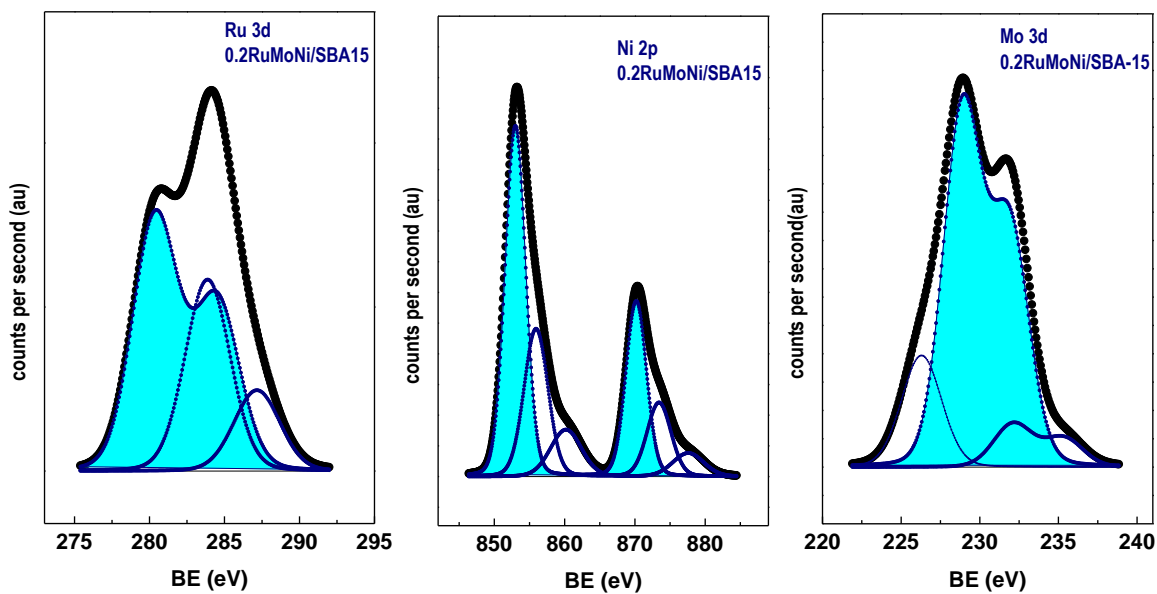 Ru 3d
0.2RuMoNi/SBA15
counts per second (au)
275 280 285 290 295
BE (eV)
Ni 2p
0.2RuMoNi/SBA15
counts per second (au)
850 860 870 880
BE (eV)
Mo 3d
0.2RuMoNi/SBA-15
counts per second(au)
220 225 230 235 240
BE (eV)